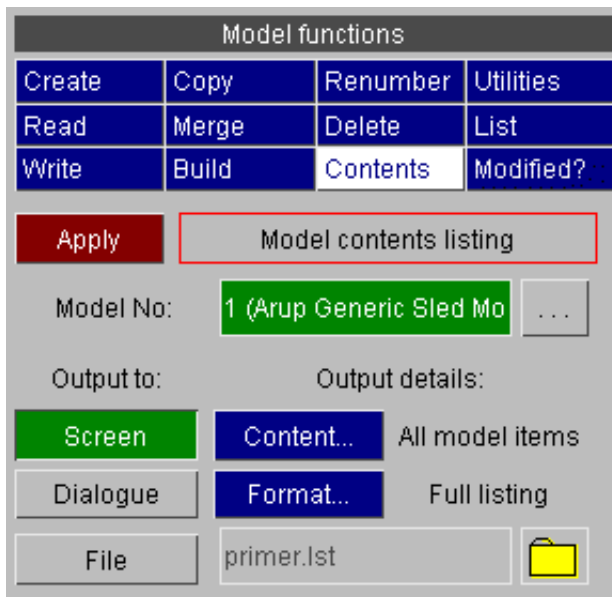 Model functions
Create Copy Renumber Utilities
Read Merge Delete List
Write Build Contents Modified?
Apply Model contents listing
Model No: 1 (Arup Generic Sled Mo ...
Output to: Output details:
Screen Content... All model items
Dialogue Format... Full listing
File primer.lst